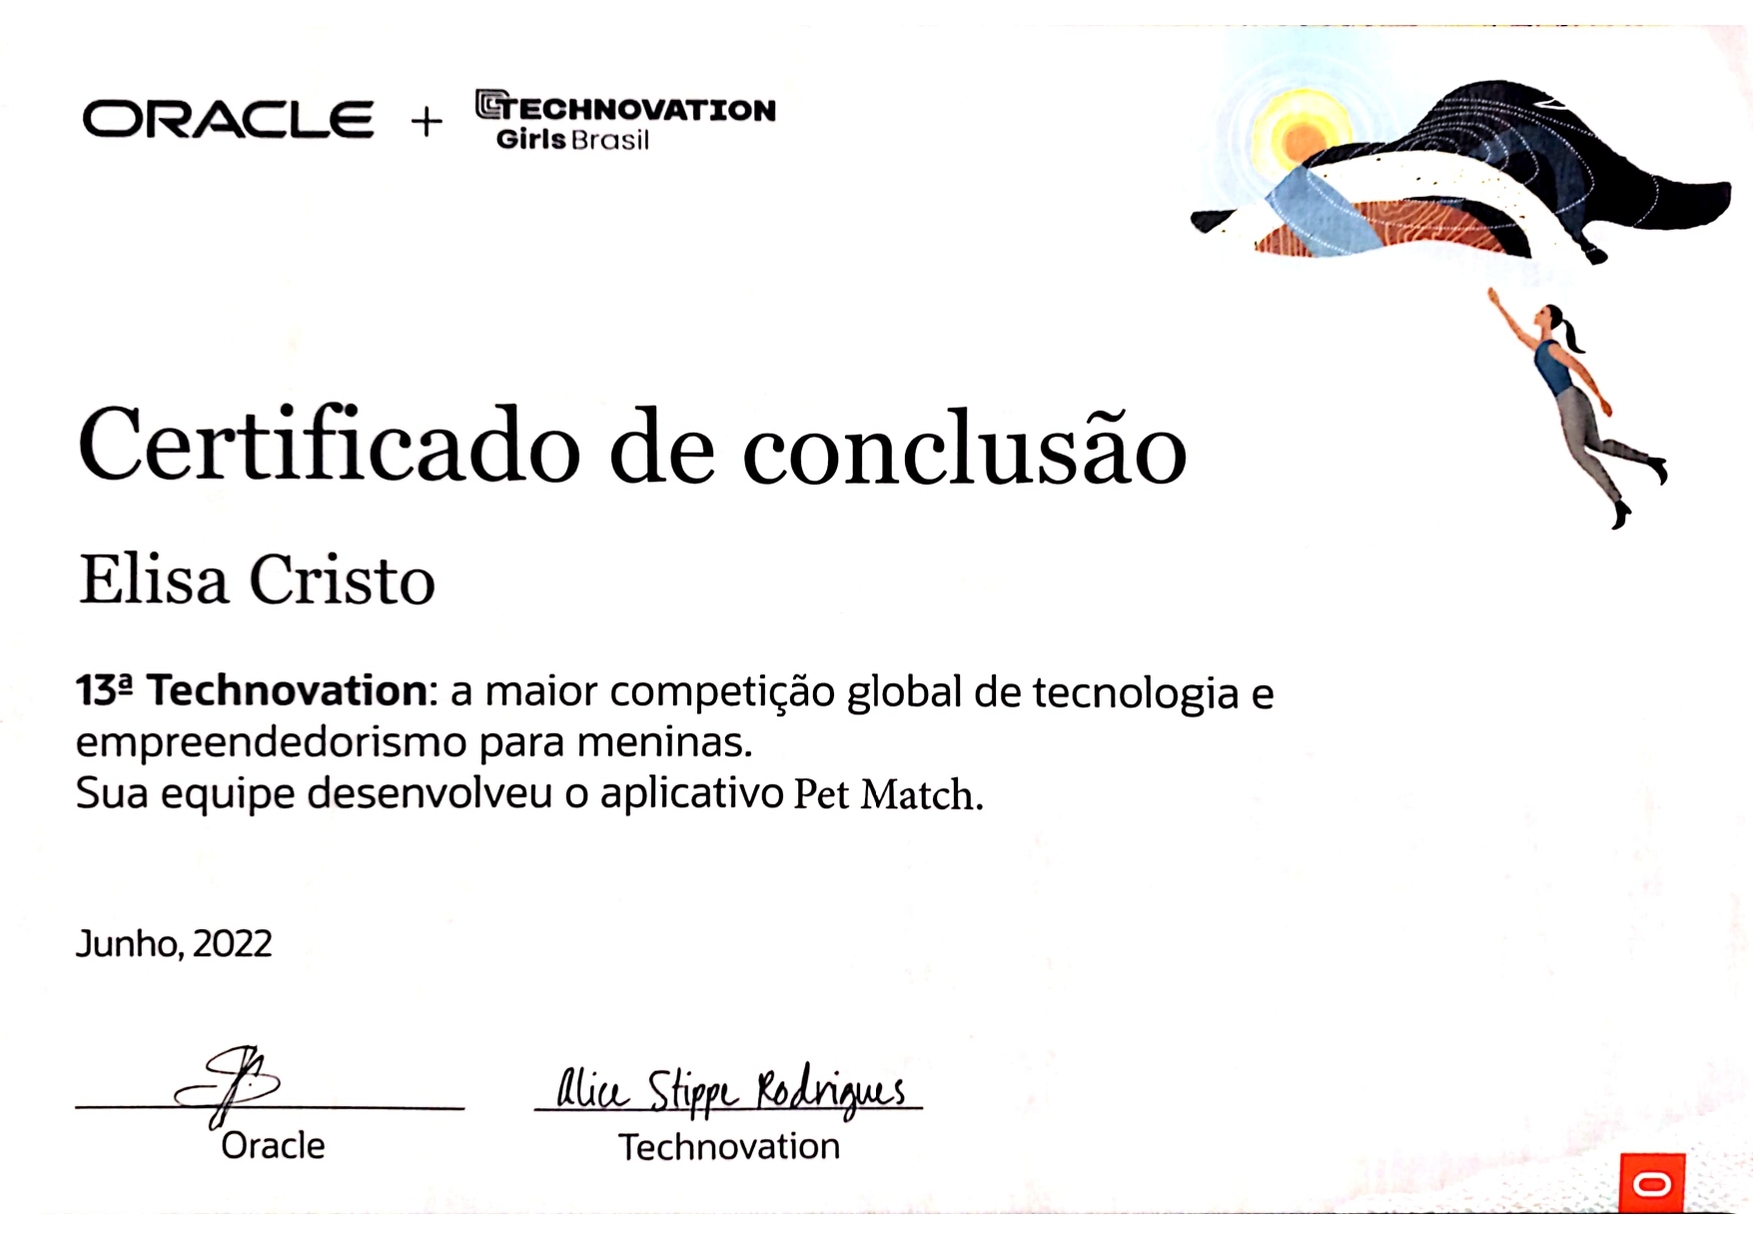 ORACLE + TECHNOVATION
Girls Brasil
Certificado de conclusão
Elisa Cristo
13ª Technovation: a maior competição global de tecnologia e
empreendedorismo para meninas.
Sua equipe desenvolveu o aplicativo Pet Match.
Junho, 2022
Alice Stippe Rodrigues
Oracle
Technovation